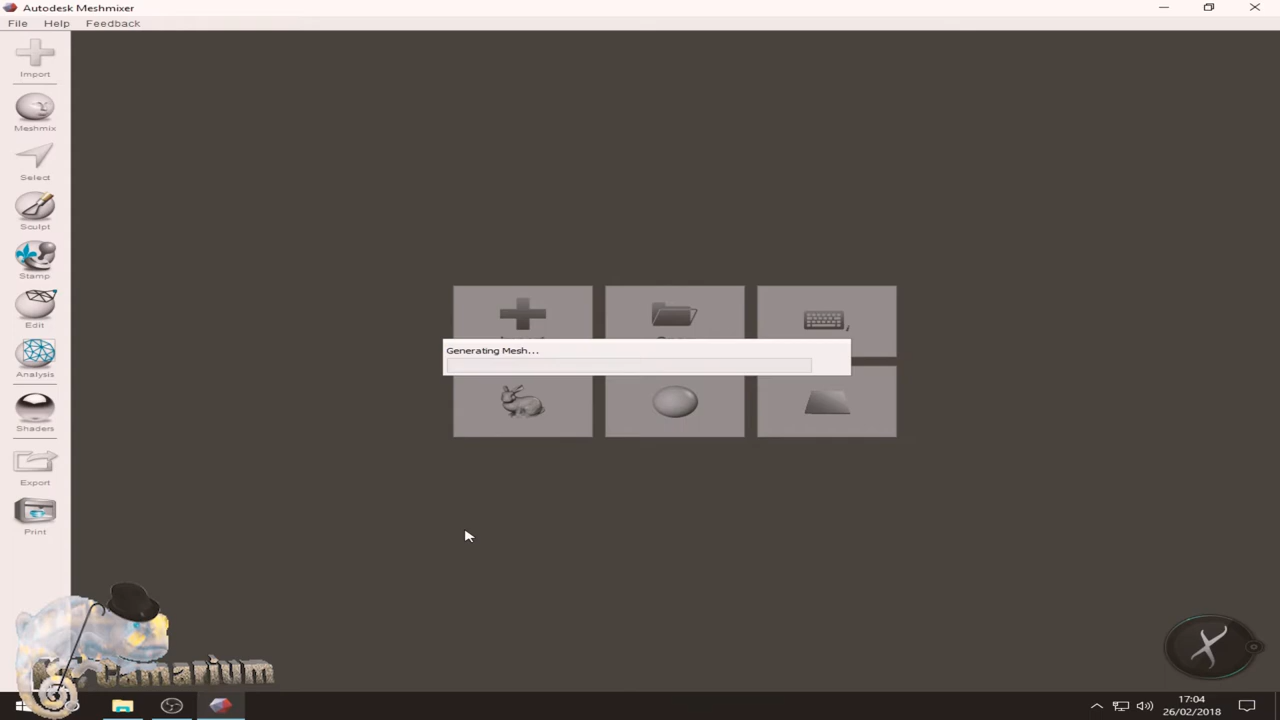 Autodesk Meshmixer
File Help Feedback
Import
Meshmix
Select
Sculpt
Stamp
Edit
Analysis
Shaders
Export
Print
Generating Mesh...
Camarium
17:04
26/02/2018